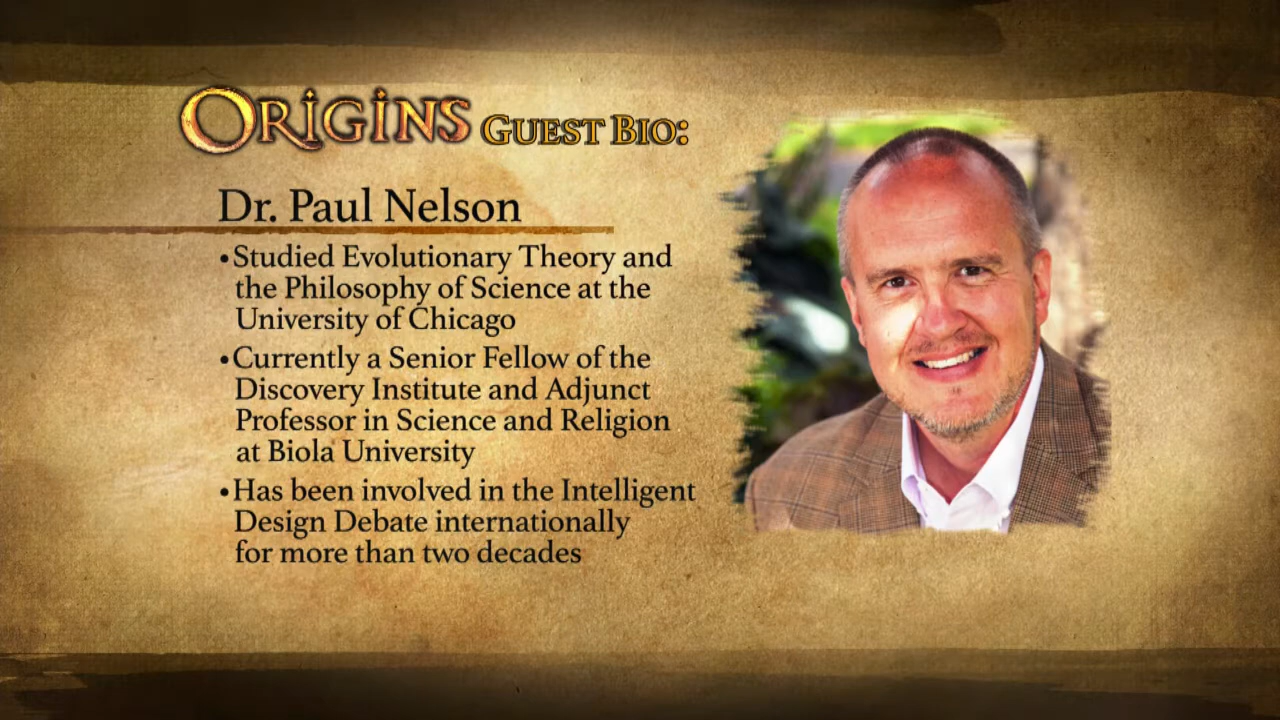 Origins Guest Bio:
Dr. Paul Nelson
•Studied Evolutionary Theory and
the Philosophy of Science at the
University of Chicago
•Currently a Senior Fellow of the
Discovery Institute and Adjunct
Professor in Science and Religion
at Biola University
•Has been involved in the Intelligent
Design Debate internationally
for more than two decades